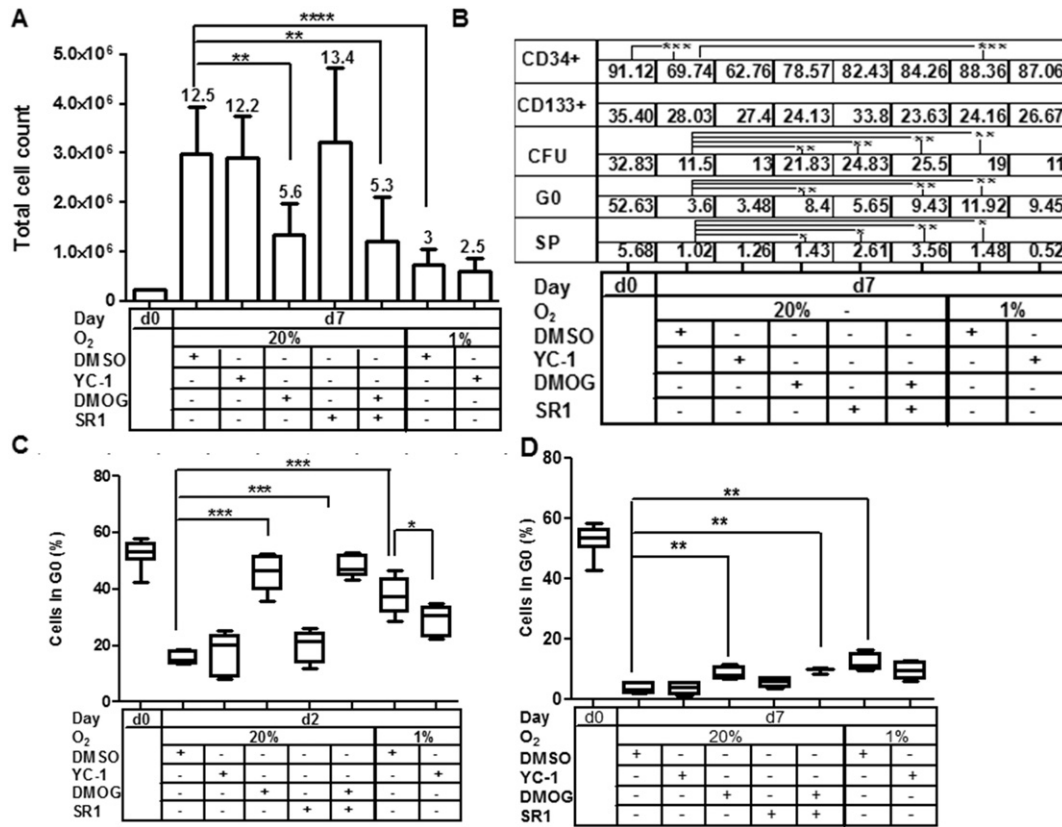 A
Total cell count
5.0x10⁶
4.0x10⁶
3.0x10⁶
2.0x10⁶
1.0x10⁶
0.0
****
**
**
12.5 12.2 5.6 13.4 5.3 3 2.5
Day d0 d7
O₂ 20% 1%
DMSO - + - - - - + -
YC-1 - - + - - - - +
DMOG - - - + - + - -
SR1 - - - - + + - -
B
*** ***
CD34+ 91.12 69.74 62.76 78.57 82.43 84.26 88.36 87.06
CD133+ 35.40 28.03 27.4 24.13 33.8 23.63 24.16 26.67
** ** ** **
CFU 32.83 11.5 13 21.83 24.83 25.5 19 11
** ** **
G0 52.63 3.6 3.48 8.4 5.65 9.43 11.92 9.45
* * * *
SP 5.68 1.02 1.26 1.43 2.61 3.56 1.48 0.52
Day d0 d7
O₂ 20% - 1%
DMSO + - - - - + -
YC-1 - + - - - - +
DMOG - - + - + - -
SR1 - - - + + - -
C
Cells in G0 (%)
80
60
40
20
0
***
***
***
*
Day d0 d2
O₂ 20% 1%
DMSO + - - - - + -
YC-1 - + - - - - +
DMOG - - + - + - -
SR1 - - - + + - -
D
Cells in G0 (%)
80
60
40
20
0
**
**
**
Day d0 d7
O₂ 20% 1%
DMSO + - - - - + -
YC-1 - + - - - - +
DMOG - - + - + - -
SR1 - - - + + - -